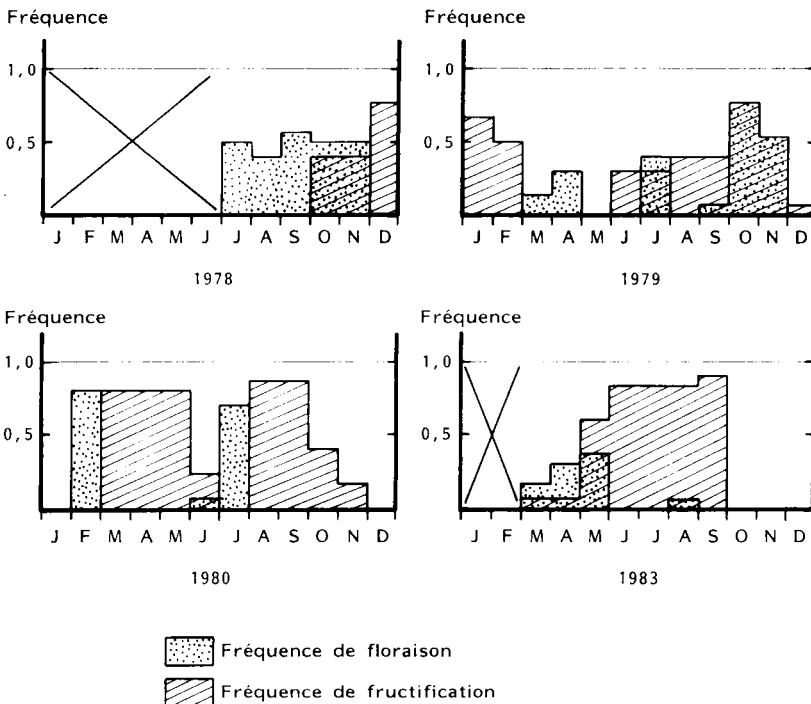 Fréquence
1,0
0,5
J F M A M J J A S O N D
1978
Fréquence
1,0
0,5
J F M A M J J A S O N D
1979
Fréquence
1,0
0,5
J F M A M J J A S O N D
1980
Fréquence
1,0
0,5
J F M A M J J A S O N D
1983
Fréquence de floraison
Fréquence de fructification